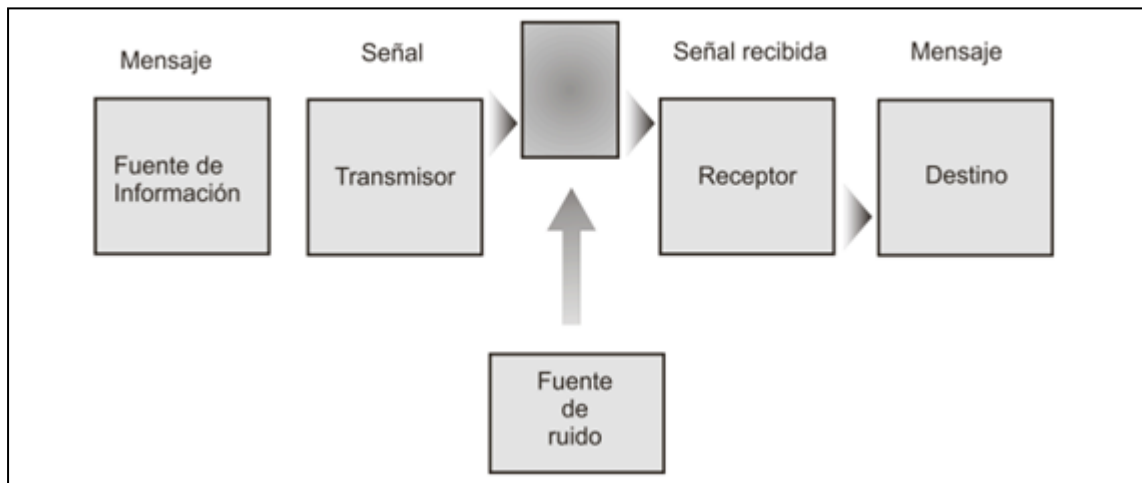 Mensaje
Señal
Señal recibida
Mensaje
Fuente de
Información
Transmisor
Receptor
Destino
Fuente
de
ruido